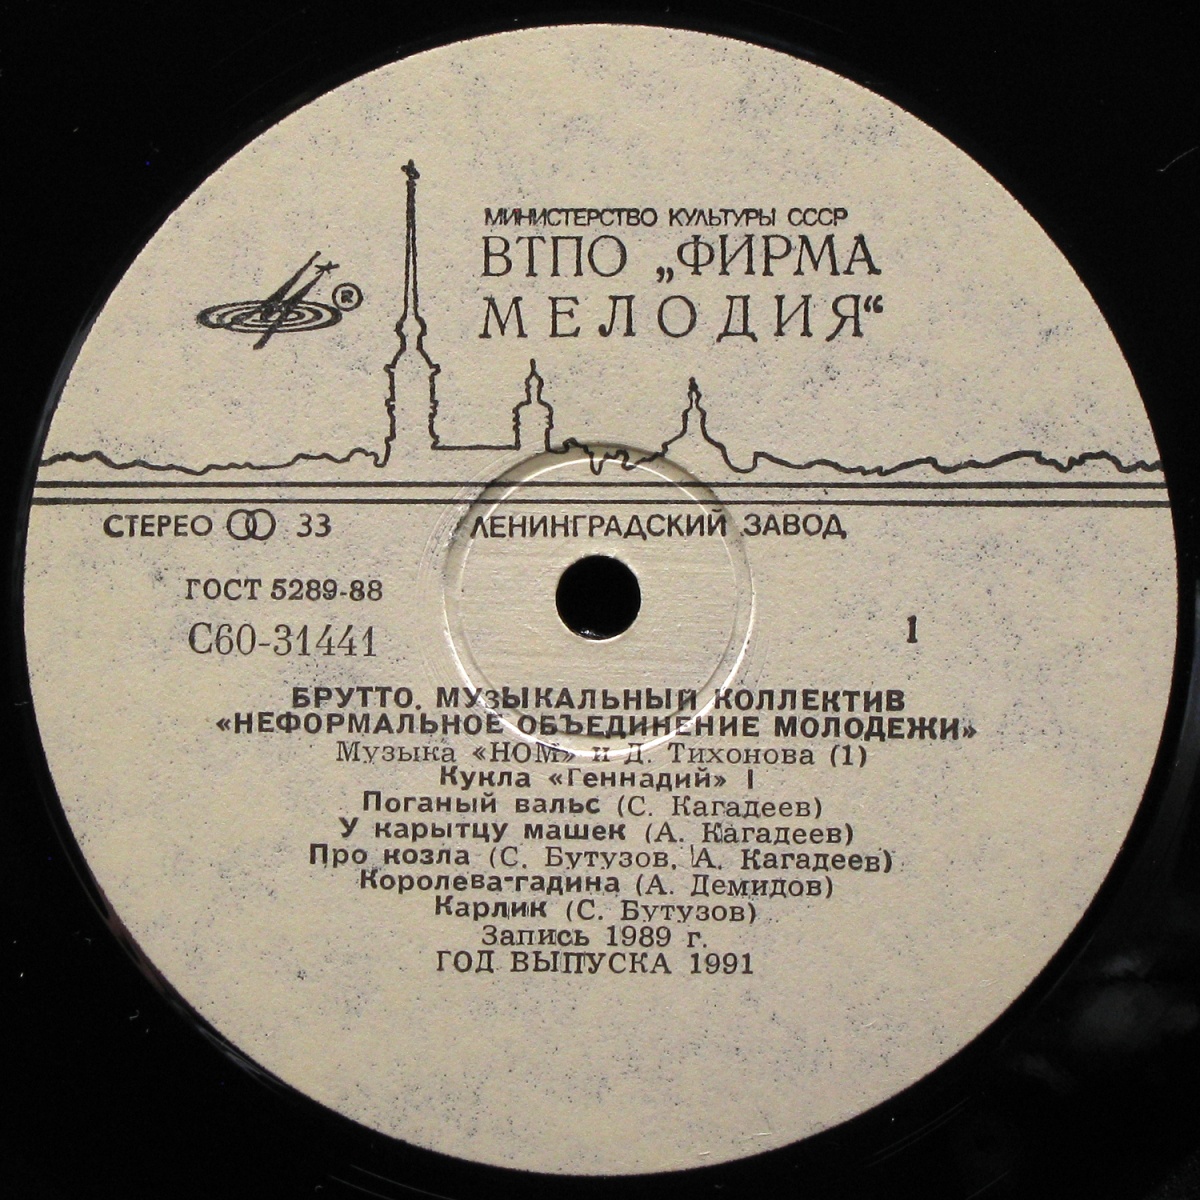 МИНИСТЕРСТВО КУЛЬТУРЫ СССР
ВТПО „ФИРМА
МЕЛОДИЯ“
®
СТЕРЕО 33
ЛЕНИНГРАДСКИЙ ЗАВОД
ГОСТ 5289-88
С60-31441
1
БРУТТО. МУЗЫКАЛЬНЫЙ КОЛЛЕКТИВ
«НЕФОРМАЛЬНОЕ ОБЪЕДИНЕНИЕ МОЛОДЕЖИ»
Музыка «НОМ» и Д. Тихонова (1)
Кукла «Геннадий» I
Поганый вальс (С. Кагадеев)
У карытцу машек (А. Кагадеев)
Про козла (С. Бутузов, А. Кагадеев)
Королева-гадина (А. Демидов)
Карлик (С. Бутузов)
Запись 1989 г.
ГОД ВЫПУСКА 1991